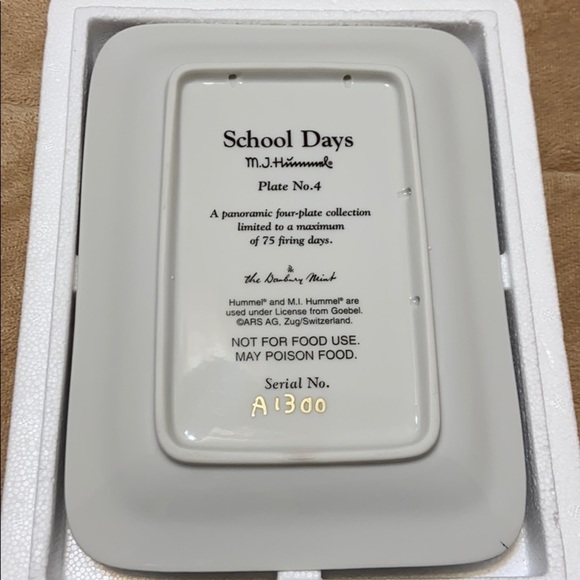 School Days
M.J. Hummel®
Plate No.4
A panoramic four-plate collection
limited to a maximum
of 75 firing days.
the Danbury Mint
Hummel® and M.I. Hummel® are
used under License from Goebel.
©ARS AG, Zug/Switzerland.
NOT FOR FOOD USE.
MAY POISON FOOD.
Serial No.
A1300